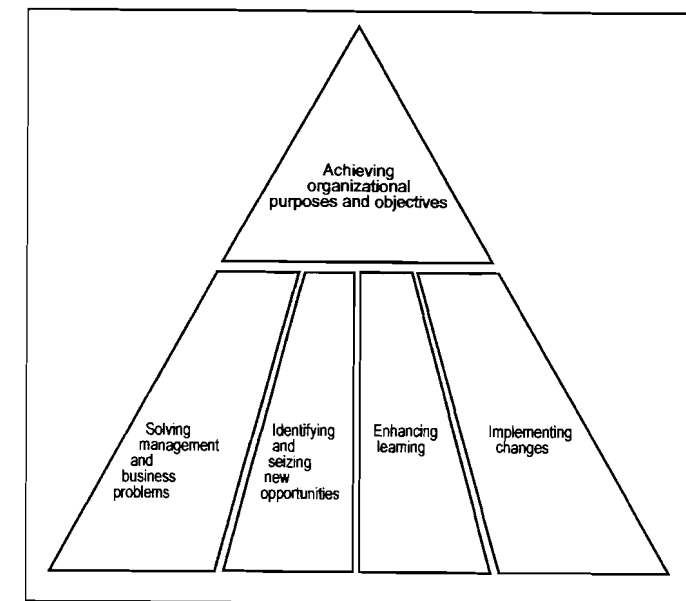 Achieving
organizational
purposes and objectives
Solving
management
and
business
problems
Identifying
and
seizing
new
opportunities
Enhancing
learning
Implementing
changes